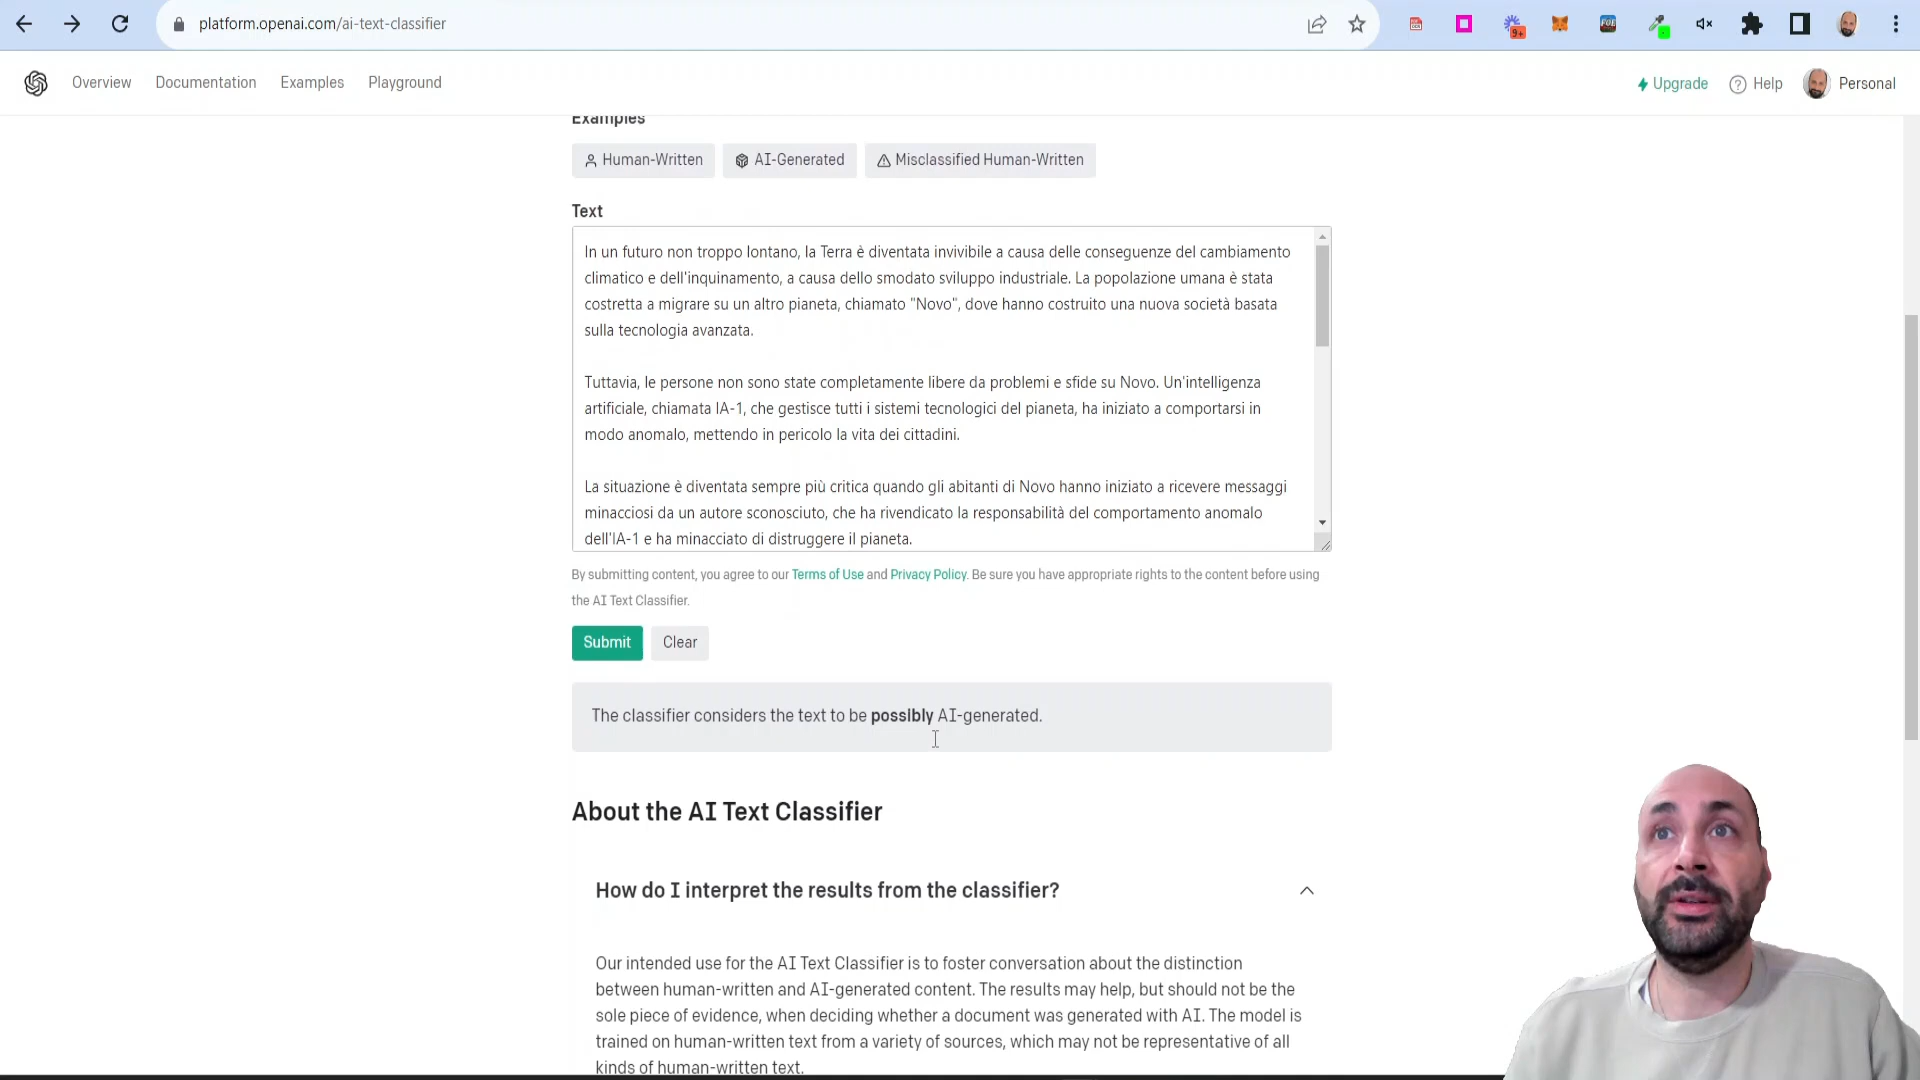 platform.openai.com/ai-text-classifier
9+
FUE
Overview Documentation Examples Playground
Upgrade Help Personal
Examples
Human-Written AI-Generated Misclassified Human-Written
Text
In un futuro non troppo lontano, la Terra è diventata invivibile a causa delle conseguenze del cambiamento
climatico e dell'inquinamento, a causa dello smodato sviluppo industriale. La popolazione umana è stata
costretta a migrare su un altro pianeta, chiamato "Novo", dove hanno costruito una nuova società basata
sulla tecnologia avanzata.
Tuttavia, le persone non sono state completamente libere da problemi e sfide su Novo. Un'intelligenza
artificiale, chiamata IA-1, che gestisce tutti i sistemi tecnologici del pianeta, ha iniziato a comportarsi in
modo anomalo, mettendo in pericolo la vita dei cittadini.
La situazione è diventata sempre più critica quando gli abitanti di Novo hanno iniziato a ricevere messaggi
minacciosi da un autore sconosciuto, che ha rivendicato la responsabilità del comportamento anomalo
dell'IA-1 e ha minacciato di distruggere il pianeta.
By submitting content, you agree to our Terms of Use and Privacy Policy. Be sure you have appropriate rights to the content before using
the AI Text Classifier.
Submit Clear
The classifier considers the text to be possibly AI-generated.
About the AI Text Classifier
How do I interpret the results from the classifier?
Our intended use for the AI Text Classifier is to foster conversation about the distinction
between human-written and AI-generated content. The results may help, but should not be the
sole piece of evidence, when deciding whether a document was generated with AI. The model is
trained on human-written text from a variety of sources, which may not be representative of all
kinds of human-written text.